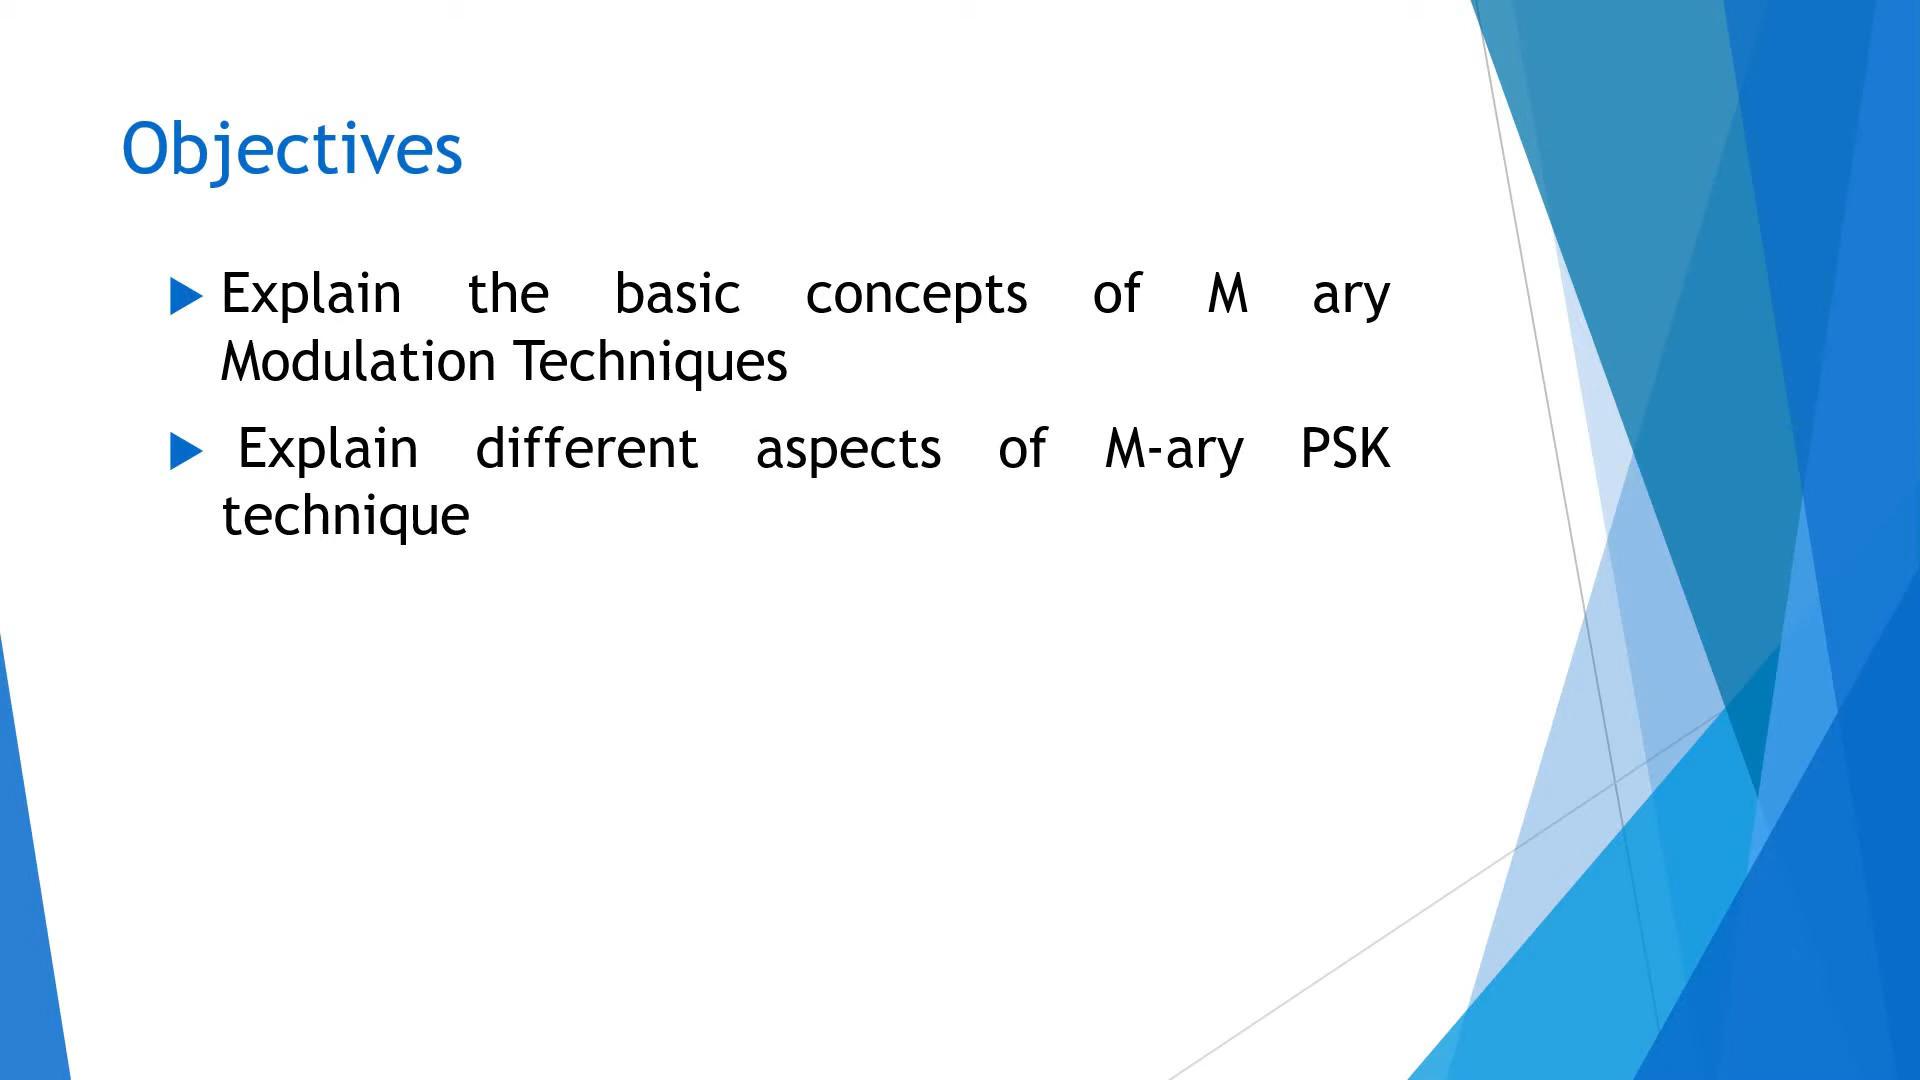 Objectives
Explain the basic concepts of M ary
Modulation Techniques
Explain different aspects of M-ary PSK
technique